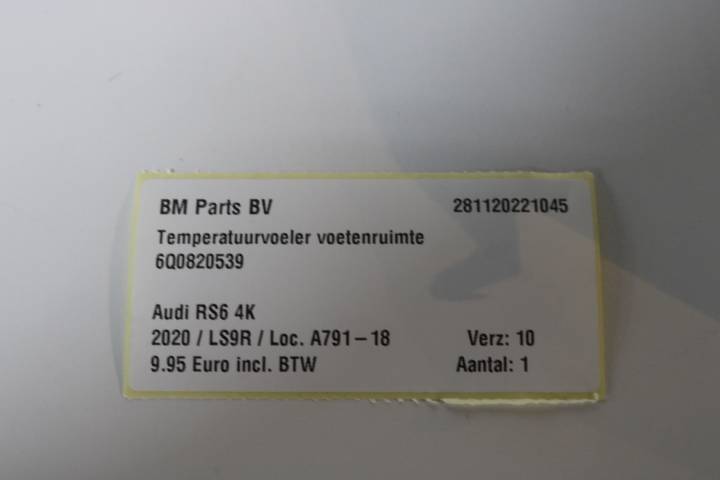 BM Parts BV 281120221045
Temperatuurvoeler voetenruimte
6Q0820539
Audi RS6 4K
2020 / LS9R / Loc. A791-18 Verz: 10
9.95 Euro incl. BTW Aantal: 1